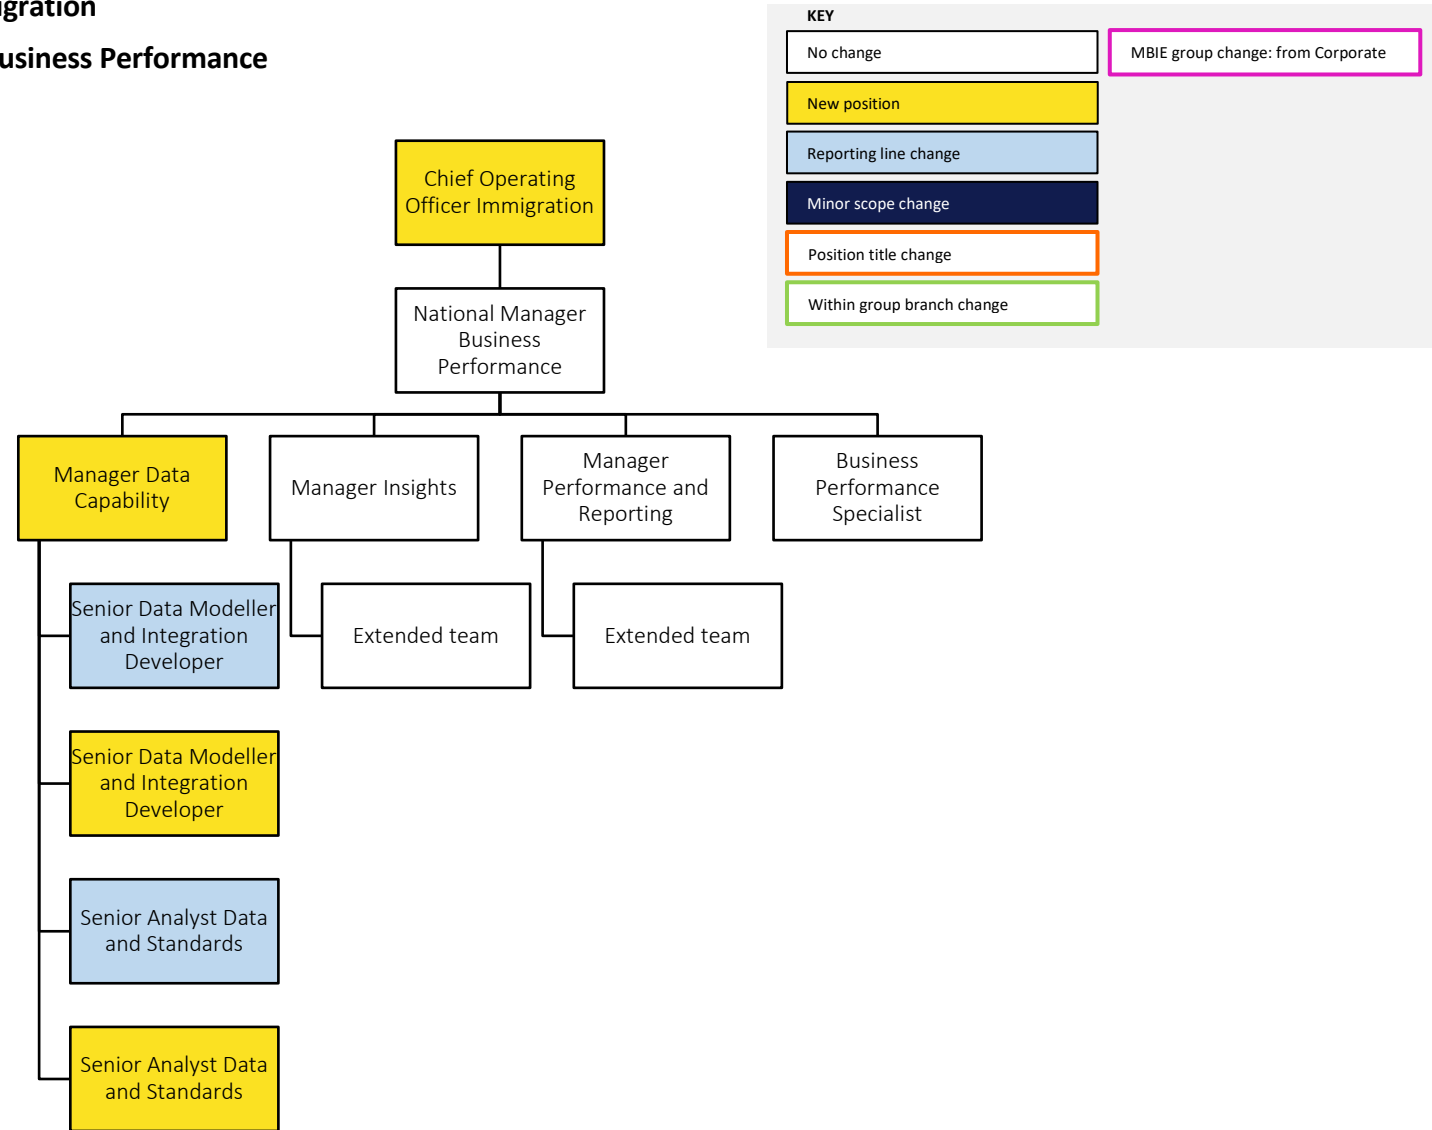 usiness Performance
KEY
No change
MBIE group change: from Corporate
New position
Reporting line change
Minor scope change
Position title change
Within group branch change
Chief Operating
Officer Immigration
National Manager
Business
Performance
Manager Data
Capability
Manager Insights
Manager
Performance and
Reporting
Business
Performance
Specialist
Senior Data Modeller
and Integration
Developer
Extended team
Extended team
Senior Data Modeller
and Integration
Developer
Senior Analyst Data
and Standards
Senior Analyst Data
and Standards